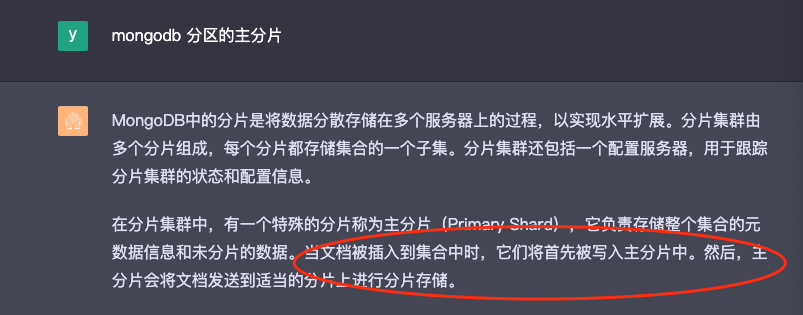 y
mongodb 分区的主分片
MongoDB中的分片是将数据分散存储在多个服务器上的过程，以实现水平扩展。分片集群由
多个分片组成，每个分片都存储集合的一个子集。分片集群还包括一个配置服务器，用于跟踪
分片集群的状态和配置信息。
在分片集群中，有一个特殊的分片称为主分片（Primary Shard），它负责存储整个集合的元
数据信息和未分片的数据。当文档被插入到集合中时，它们将首先被写入主分片中。然后，主
分片会将文档发送到适当的分片上进行分片存储。